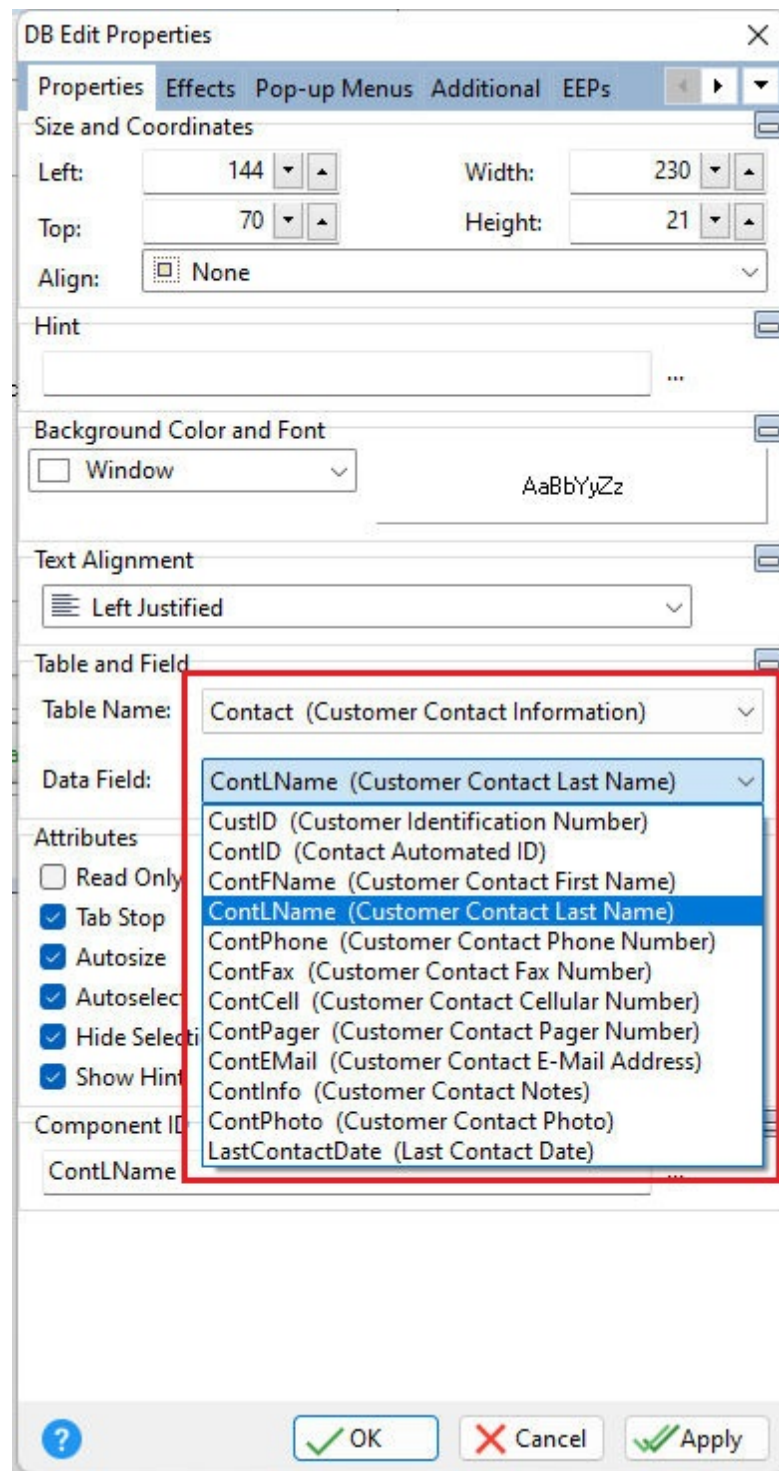 DB Edit Properties
Properties Effects Pop-up Menus Additional EEPs
Size and Coordinates
Left: 144 Width: 230
Top: 70 Height: 21
Align: None
Hint
...
Background Color and Font
Window AaBbYyZz
Text Alignment
Left Justified
Table and Field
Table Name: Contact (Customer Contact Information)
Data Field: ContLName (Customer Contact Last Name)
CustID (Customer Identification Number)
Attributes
ContID (Contact Automated ID)
Read Only ContFName (Customer Contact First Name)
Tab Stop ContLName (Customer Contact Last Name)
ContPhone (Customer Contact Phone Number)
Autosize ContFax (Customer Contact Fax Number)
Autoselect ContCell (Customer Contact Cellular Number)
Hide Selecti ContPager (Customer Contact Pager Number)
ContEMail (Customer Contact E-Mail Address)
Show Hint ContInfo (Customer Contact Notes)
Component ID ContPhoto (Customer Contact Photo)
LastContactDate (Last Contact Date)
ContLName ...
? OK Cancel Apply